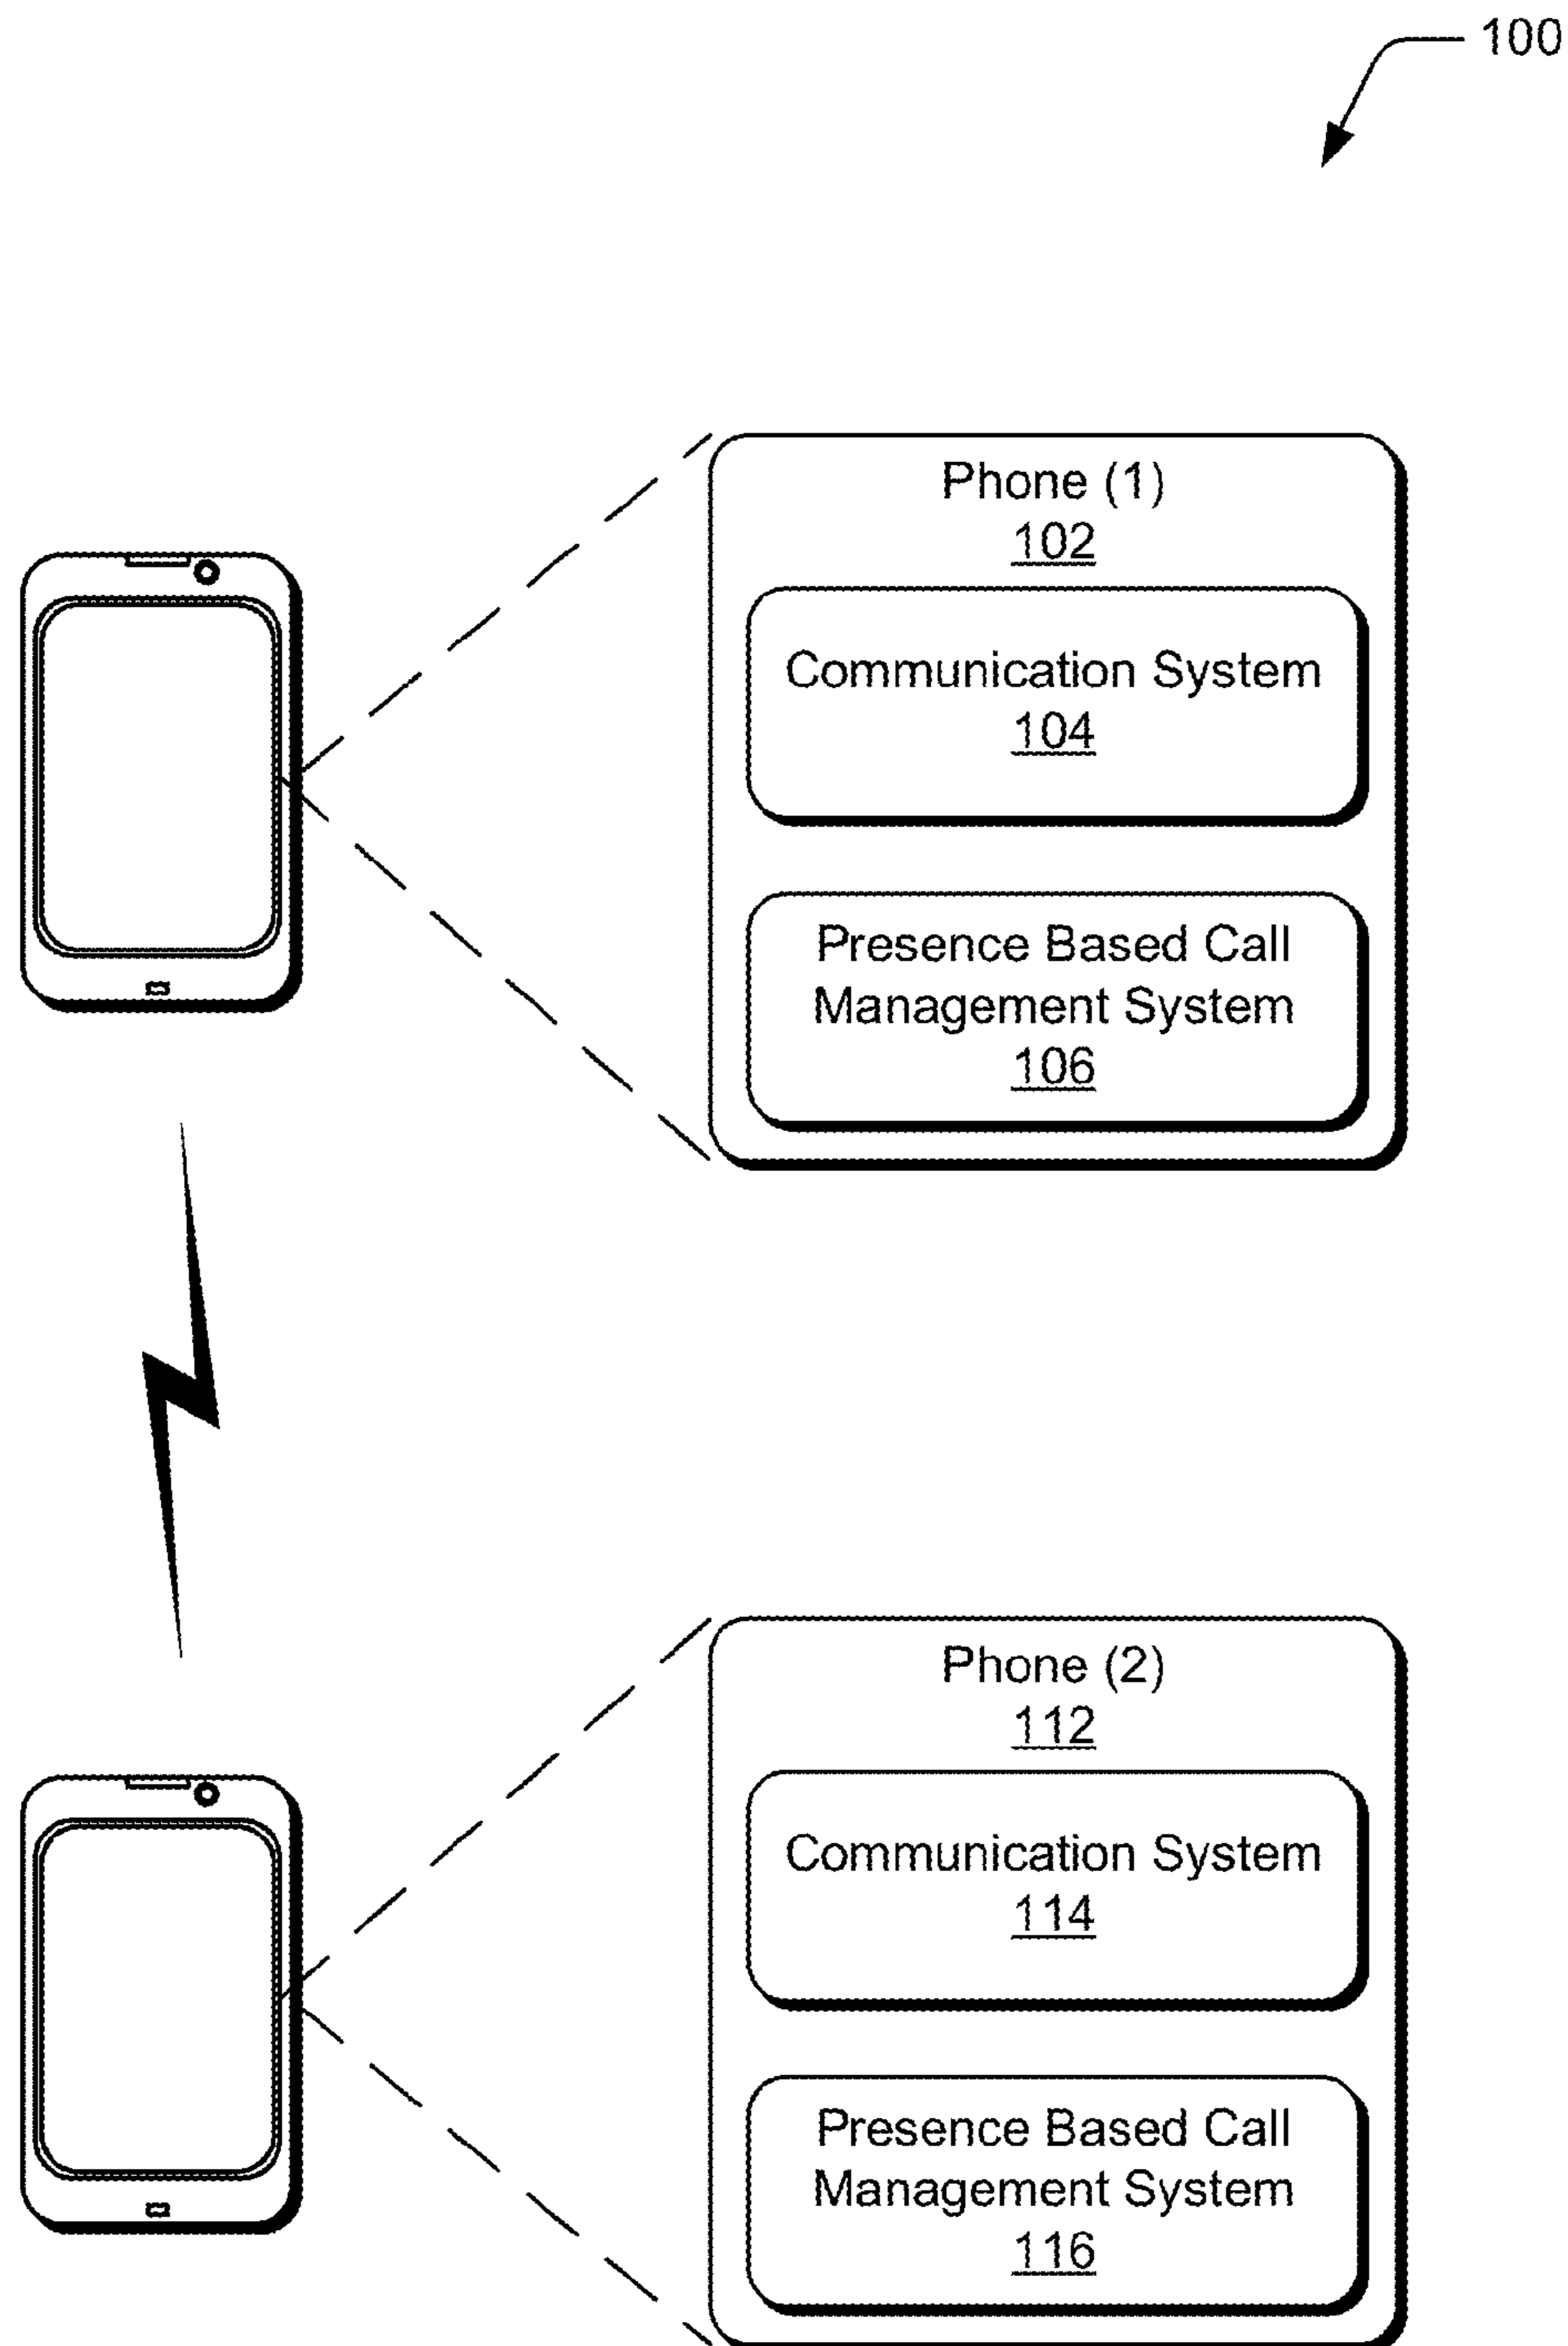 100
Phone (1)
102
Communication System
104
Presence Based Call
Management System
106
Phone (2)
112
Communication System
114
Presence Based Call
Management System
116